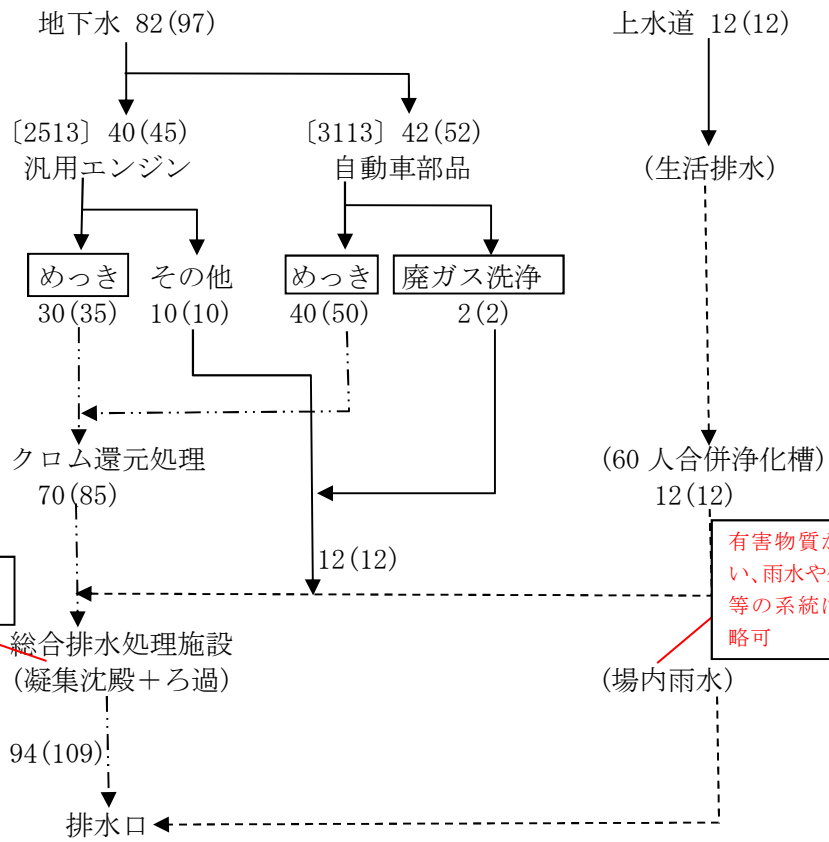 地下水 82(97)
上水道 12(12)
〔2513〕 40(45)
〔3113〕 42(52)
汎用エンジン
自動車部品
(生活排水)
めっき
その他
めっき
廃ガス洗浄
30(35)
10(10)
40(50)
2(2)
クロム還元処理
(60 人合併浄化槽)
70(85)
12(12)
有害物質が
い、雨水や
12(12)
等の系統は
略可
総合排水処理施設
(凝集沈殿＋ろ過)
(場内雨水)
94(109)
排水口